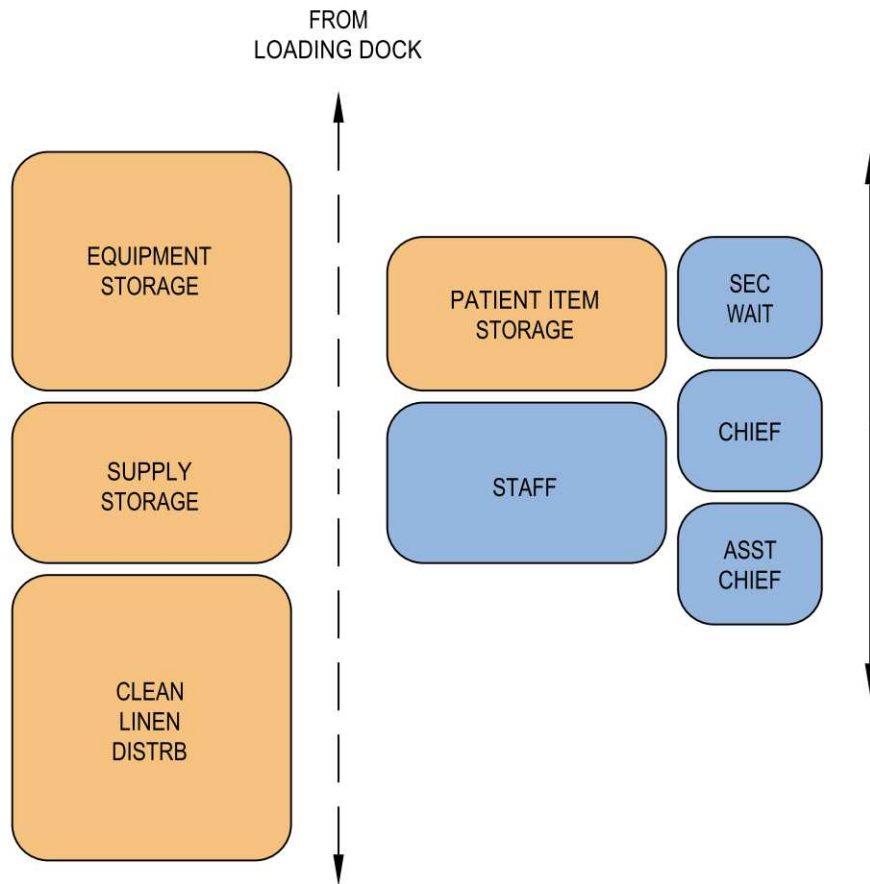 FROM
LOADING DOCK
EQUIPMENT
STORAGE
PATIENT ITEM
STORAGE
SEC
WAIT
SUPPLY
STORAGE
STAFF
CHIEF
ASST
CHIEF
CLEAN
LINEN
DISTRB